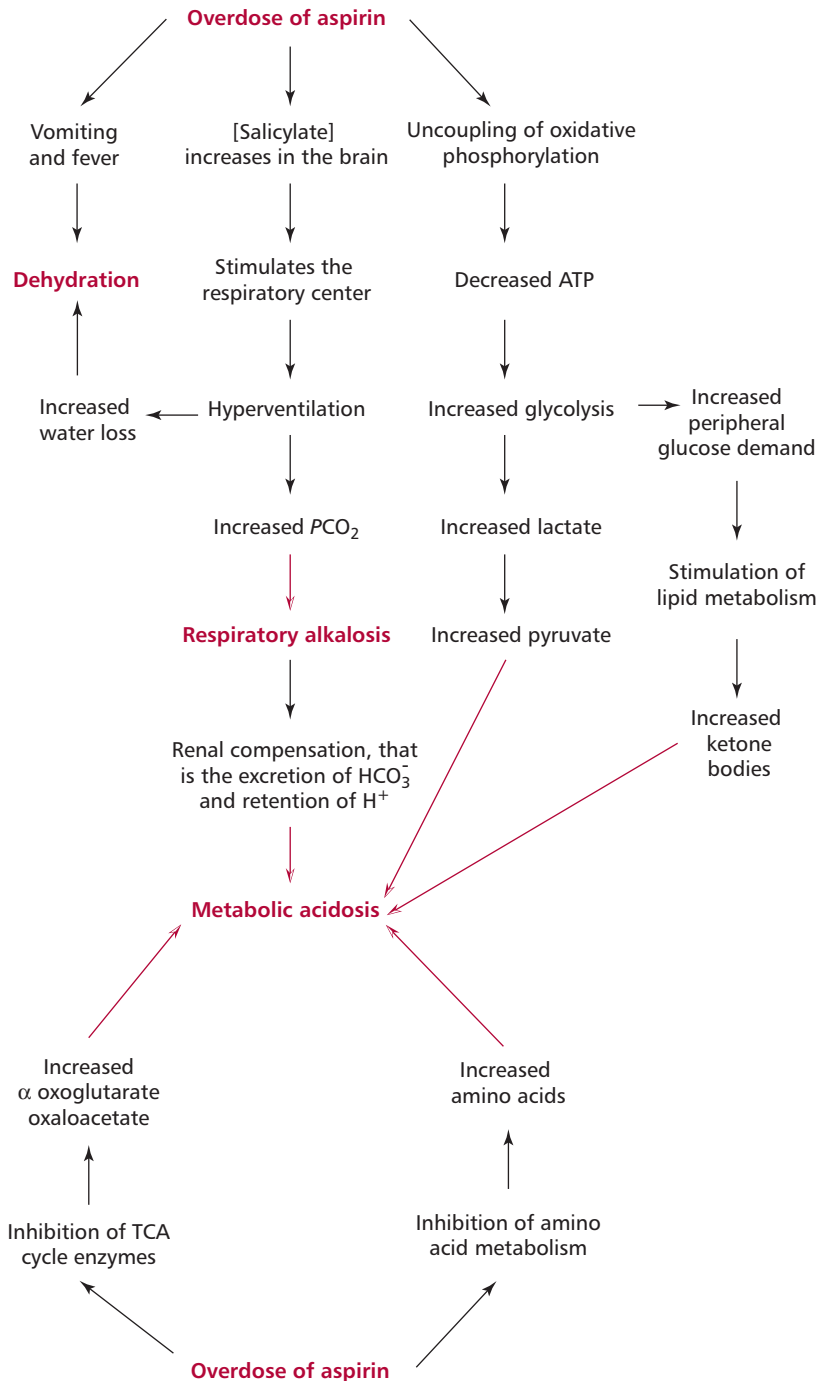 Overdose of aspirin
Vomiting
and fever
[Salicylate]
increases in the brain
Uncoupling of oxidative
phosphorylation
Dehydration
Stimulates the
respiratory center
Decreased ATP
Increased
water loss
Hyperventilation
Increased glycolysis
Increased
peripheral
glucose demand
Increased PCO₂
Increased lactate
Stimulation of
lipid metabolism
Respiratory alkalosis
Increased pyruvate
Renal compensation, that
is the excretion of HCO₃⁻
and retention of H⁺
Increased
ketone
bodies
Metabolic acidosis
Increased
α oxoglutarate
oxaloacetate
Increased
amino acids
Inhibition of TCA
cycle enzymes
Inhibition of amino
acid metabolism
Overdose of aspirin